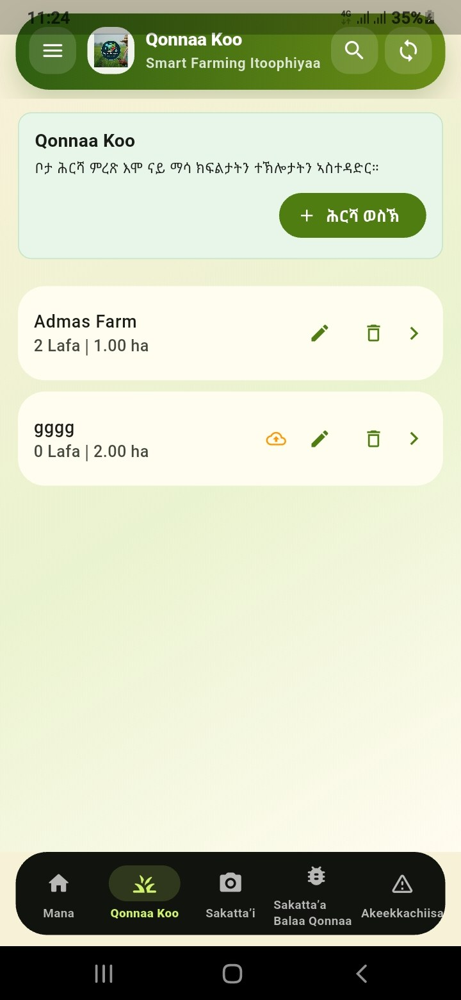 11:24
4G
35%
Qonnaa Koo
Smart Farming Itoophiyaa
Qonnaa Koo
ቦታ ሕርሻ ምረጽ እሞ ናይ ማሳ ክፍልታትን ተኽሎታትን ኣስተዳድር።
+ ሕርሻ ወስኽ
Admas Farm
2 Lafa | 1.00 ha
gggg
0 Lafa | 2.00 ha
Mana
Qonnaa Koo
Sakatta’i
Sakatta’a
Balaa Qonnaa
Akeekkachiisa